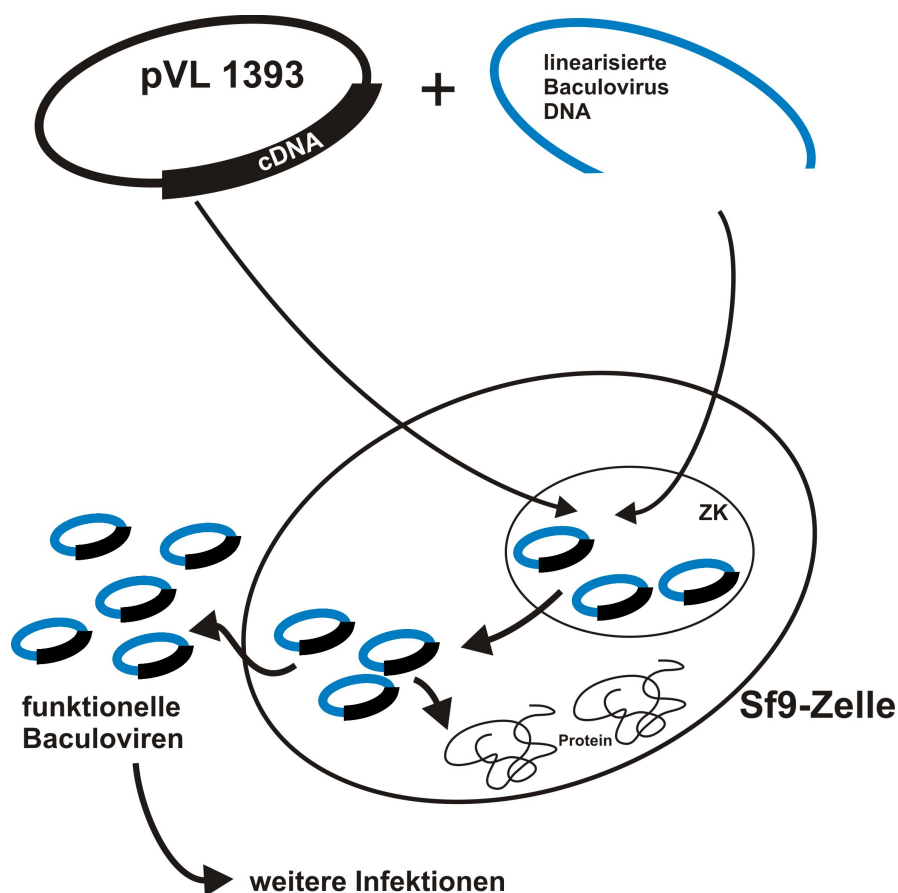 pVL 1393
cDNA
+
linearisierte
Baculovirus
DNA
ZK
Sf9-Zelle
Protein
funktionelle
Baculoviren
weitere Infektionen